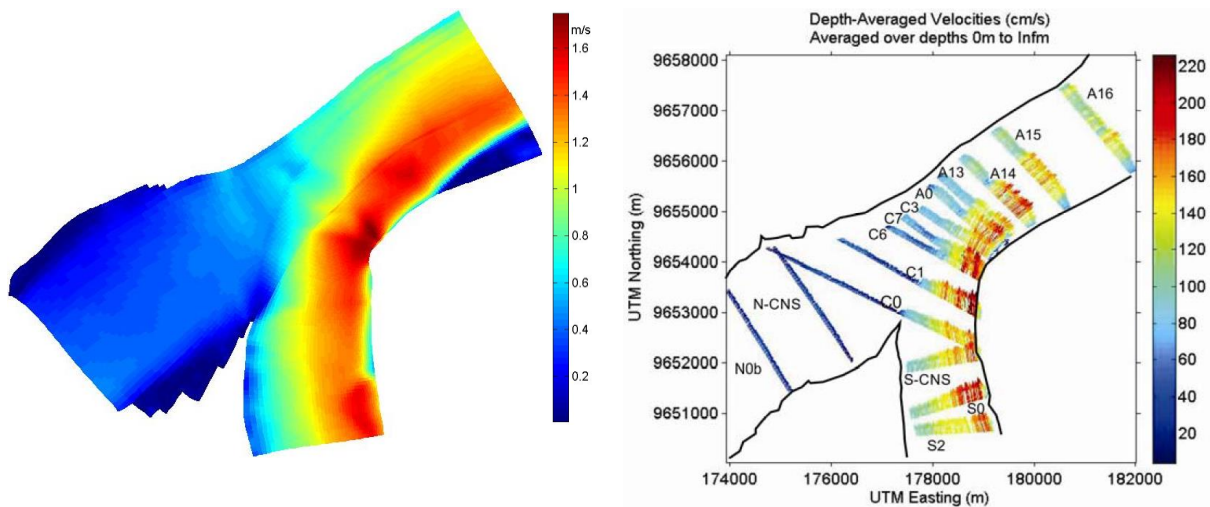 m/s
1.6
1.4
1.2
1
0.8
0.6
0.4
0.2
Depth-Averaged Velocities (cm/s)
Averaged over depths 0m to Infm
9658000
9657000
9656000
9655000
9654000
9653000
9652000
9651000
UTM Northing (m)
174000
176000
178000
180000
182000
UTM Easting (m)
A16
A15
A14
A13
A0
C3
C7
C6
C1
C0
N-CNS
N0b
S-CNS
S0
S2
220
200
180
160
140
120
100
80
60
40
20